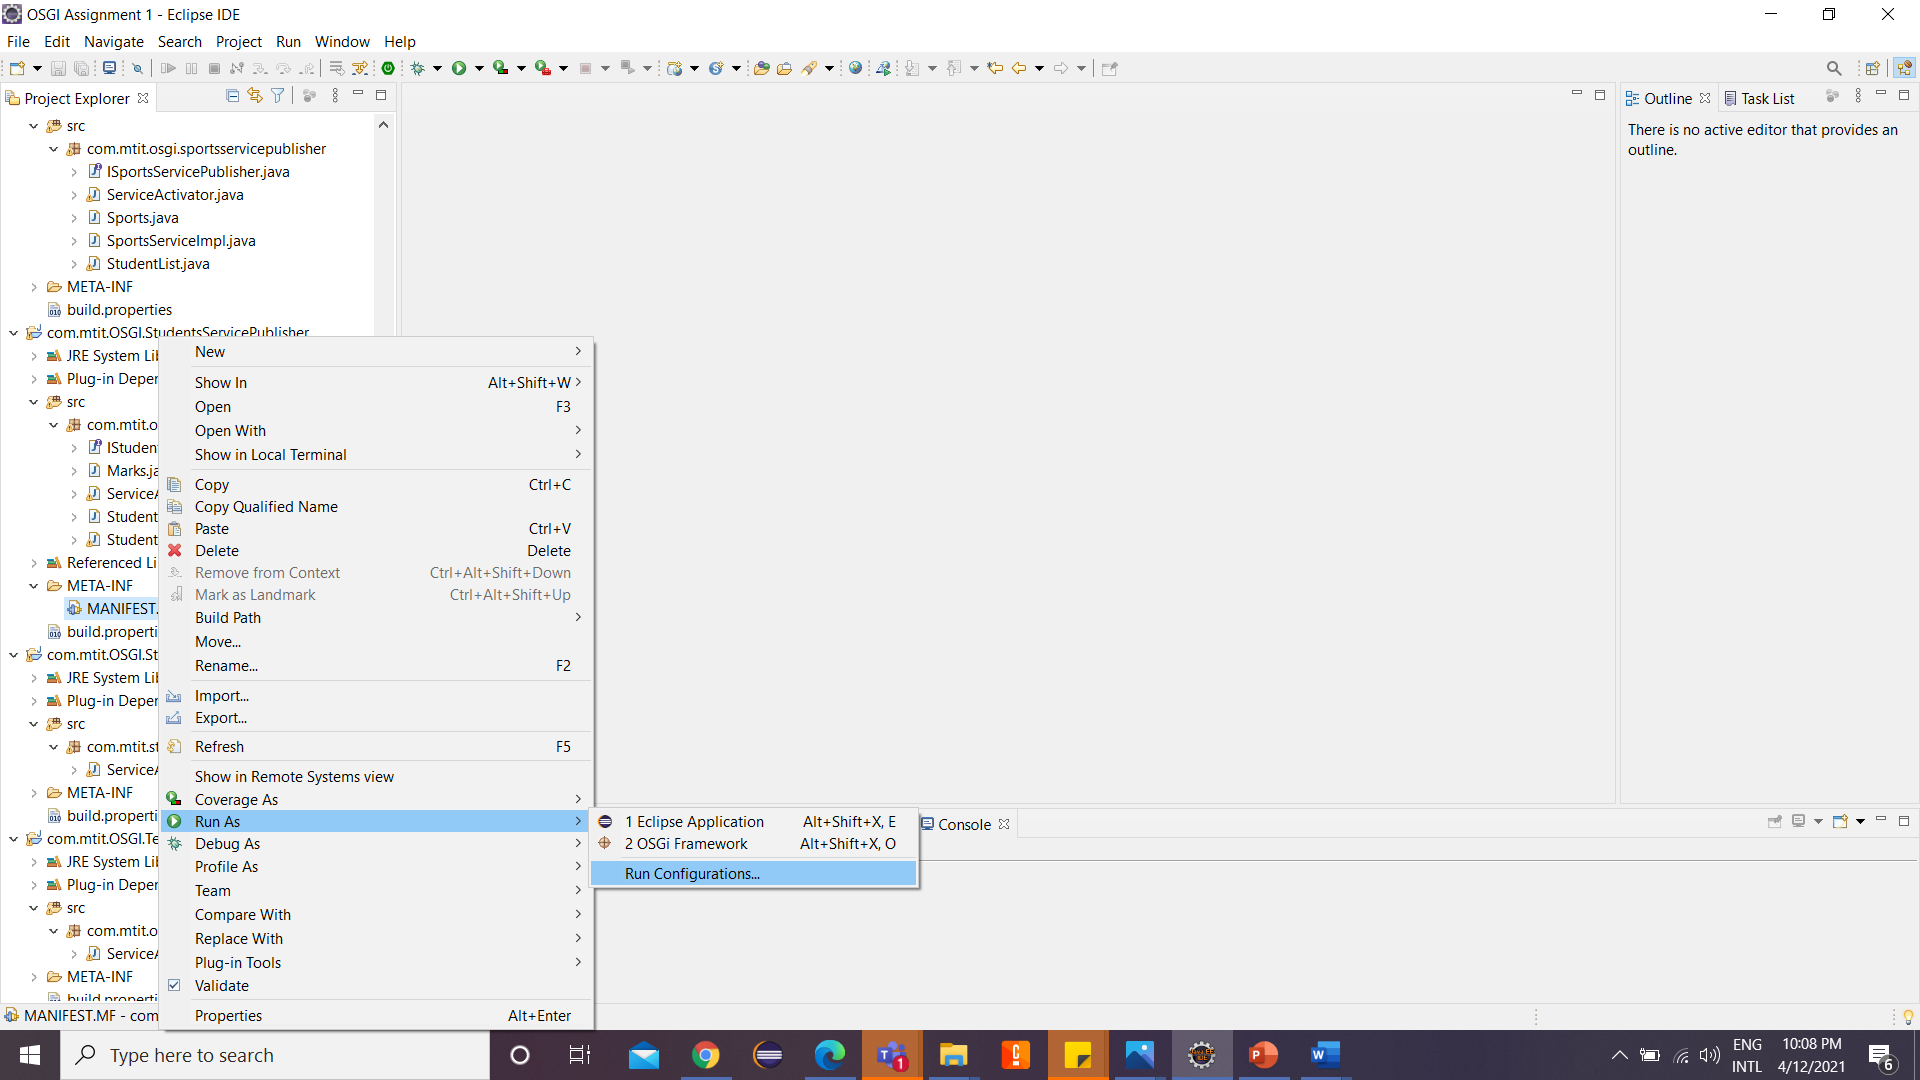 OSGI Assignment 1 - Eclipse IDE
File Edit Navigate Search Project Run Window Help
Project Explorer
src
com.mtit.osgi.sportsservicepublisher
ISportsServicePublisher.java
ServiceActivator.java
Sports.java
SportsServiceImpl.java
StudentList.java
META-INF
build.properties
com.mtit.OSGI.StudentsServicePublisher
JRE System Lib
Plug-in Deper
src
com.mtit.o
IStuden
Marks.ja
ServiceA
Student
Student
Referenced Li
META-INF
MANIFEST.
build.properti
com.mtit.OSGI.St
JRE System Lib
Plug-in Deper
src
com.mtit.st
ServiceA
META-INF
build.properti
com.mtit.OSGI.Te
JRE System Lib
Plug-in Deper
src
com.mtit.o
ServiceA
META-INF
build.properti
MANIFEST.MF - com
New
Show In Alt+Shift+W
Open F3
Open With
Show in Local Terminal
Copy Ctrl+C
Copy Qualified Name
Paste Ctrl+V
Delete Delete
Remove from Context Ctrl+Alt+Shift+Down
Mark as Landmark Ctrl+Alt+Shift+Up
Build Path
Move...
Rename... F2
Import...
Export...
Refresh F5
Show in Remote Systems view
Coverage As
Run As
Debug As
Profile As
Team
Compare With
Replace With
Plug-in Tools
Validate
Properties Alt+Enter
1 Eclipse Application Alt+Shift+X, E
2 OSGi Framework Alt+Shift+X, O
Run Configurations...
Console
Outline Task List
There is no active editor that provides an
outline.
Type here to search
1
ENG
INTL
10:08 PM
4/12/2021
6